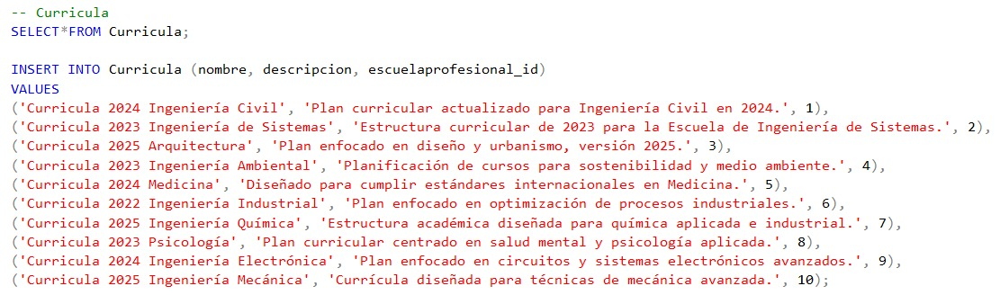 -- Curricula
SELECT*FROM Curricula;
INSERT INTO Curricula (nombre, descripcion, escuelaprofesional_id)
VALUES
('Curricula 2024 Ingeniería Civil', 'Plan curricular actualizado para Ingeniería Civil en 2024.', 1),
('Curricula 2023 Ingeniería de Sistemas', 'Estructura curricular de 2023 para la Escuela de Ingeniería de Sistemas.', 2),
('Curricula 2025 Arquitectura', 'Plan enfocado en diseño y urbanismo, versión 2025.', 3),
('Curricula 2023 Ingeniería Ambiental', 'Planificación de cursos para sostenibilidad y medio ambiente.', 4),
('Curricula 2024 Medicina', 'Diseñado para cumplir estándares internacionales en Medicina.', 5),
('Curricula 2022 Ingeniería Industrial', 'Plan enfocado en optimización de procesos industriales.', 6),
('Curricula 2025 Ingeniería Química', 'Estructura académica diseñada para química aplicada e industrial.', 7),
('Curricula 2023 Psicología', 'Plan curricular centrado en salud mental y psicología aplicada.', 8),
('Curricula 2024 Ingeniería Electrónica', 'Plan enfocado en circuitos y sistemas electrónicos avanzados.', 9),
('Curricula 2025 Ingeniería Mecánica', 'Currícula diseñada para técnicas de mecánica avanzada.', 10);